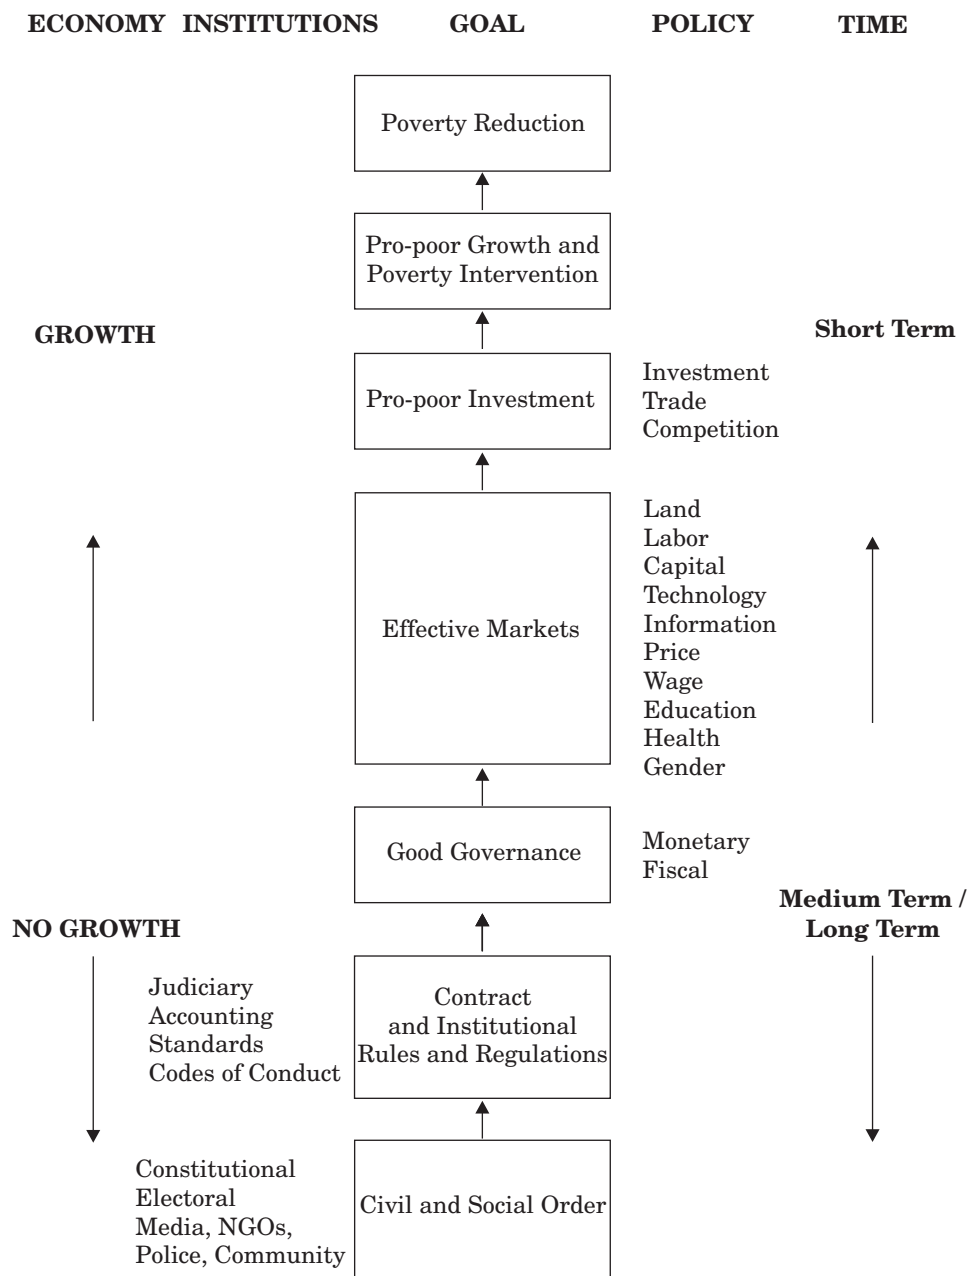 ECONOMY INSTITUTIONS GOAL POLICY TIME
Poverty Reduction
Pro-poor Growth and
Poverty Intervention
GROWTH
Short Term
Pro-poor Investment
Investment
Trade
Competition
Effective Markets
Land
Labor
Capital
Technology
Information
Price
Wage
Education
Health
Gender
Good Governance
Monetary
Fiscal
NO GROWTH
Medium Term /
Long Term
Judiciary
Accounting
Standards
Codes of Conduct
Contract
and Institutional
Rules and Regulations
Constitutional
Electoral
Media, NGOs,
Police, Community
Civil and Social Order